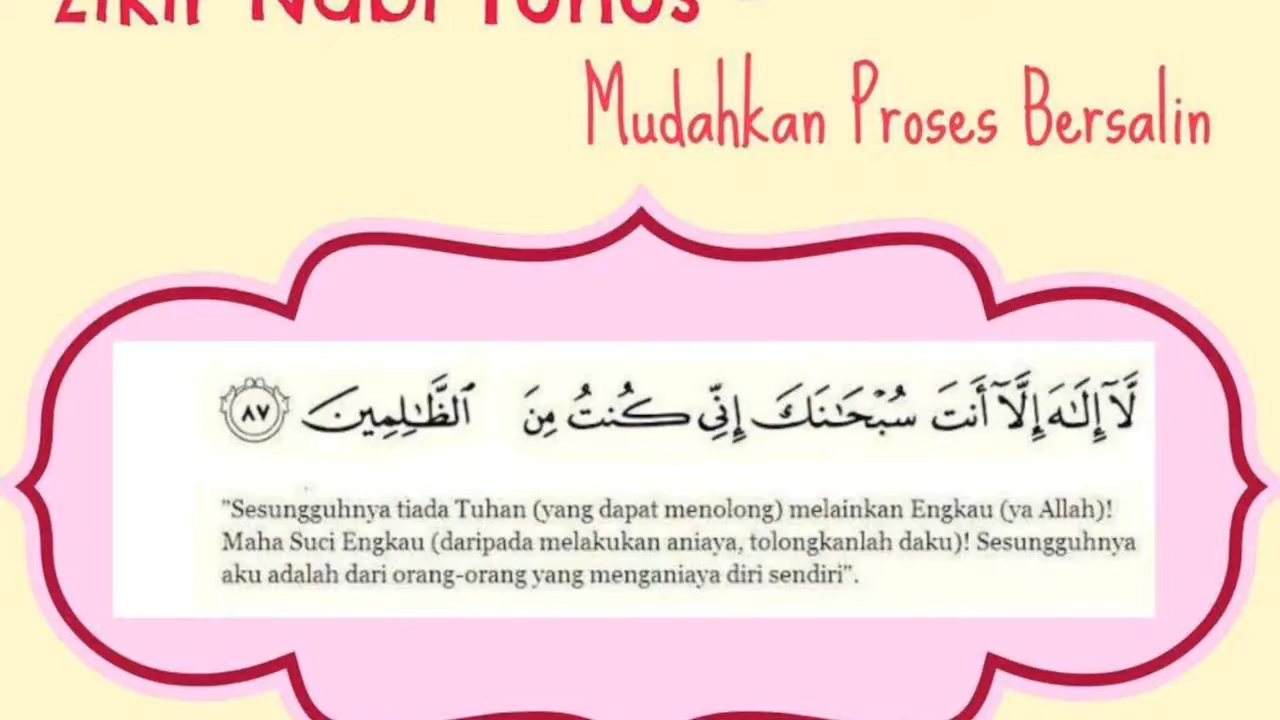 Zikir Nabi Yunus -
Mudahkan Proses Bersalin
لَّآ إِلَٰهَ إِلَّآ أَنتَ سُبْحَٰنَكَ إِنِّي كُنتُ مِنَ ٱلظَّٰلِمِينَ ٨٧
"Sesungguhnya tiada Tuhan (yang dapat menolong) melainkan Engkau (ya Allah)!
Maha Suci Engkau (daripada melakukan aniaya, tolongkanlah daku)! Sesungguhnya
aku adalah dari orang-orang yang menganiaya diri sendiri".